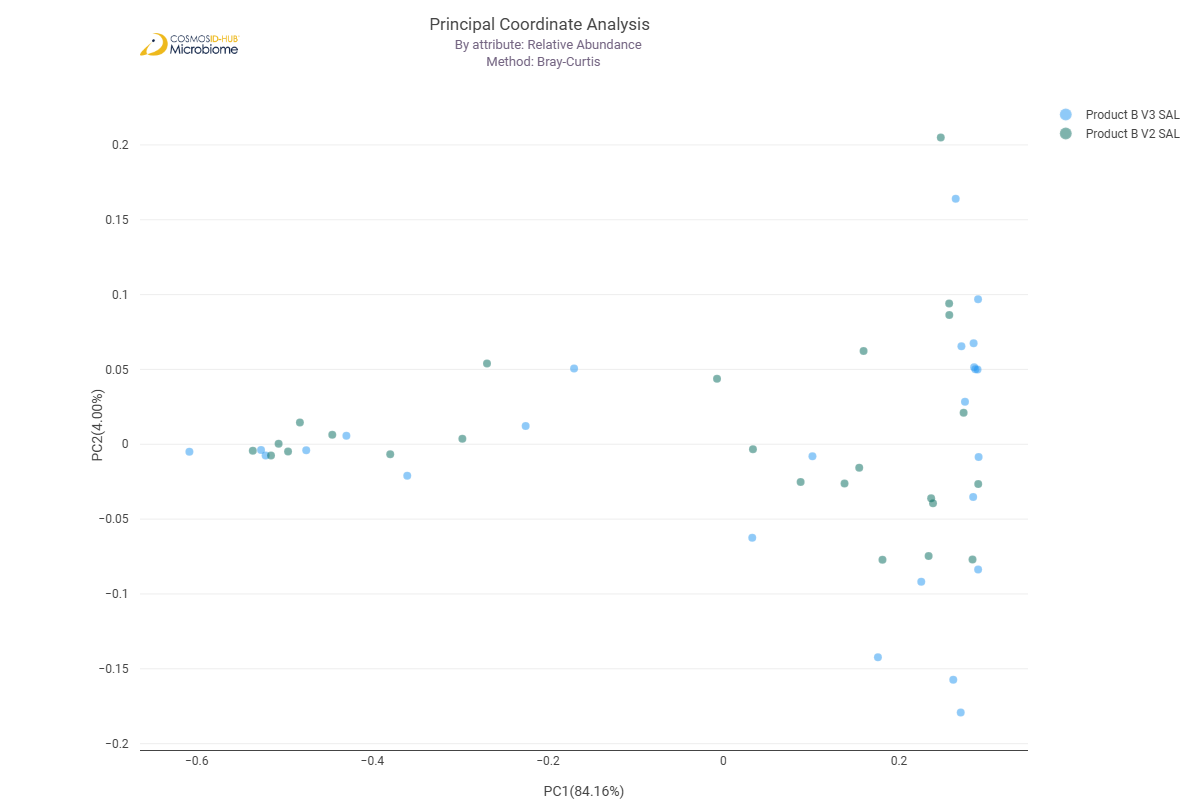 Principal Coordinate Analysis
By attribute: Relative Abundance
Method: Bray-Curtis
COSMOSID-HUB
Microbiome
Product B V3 SAL
Product B V2 SAL
0.2
0.15
0.1
0.05
0
−0.05
−0.1
−0.15
−0.2
PC2(4.00%)
−0.6
−0.4
−0.2
0
0.2
PC1(84.16%)